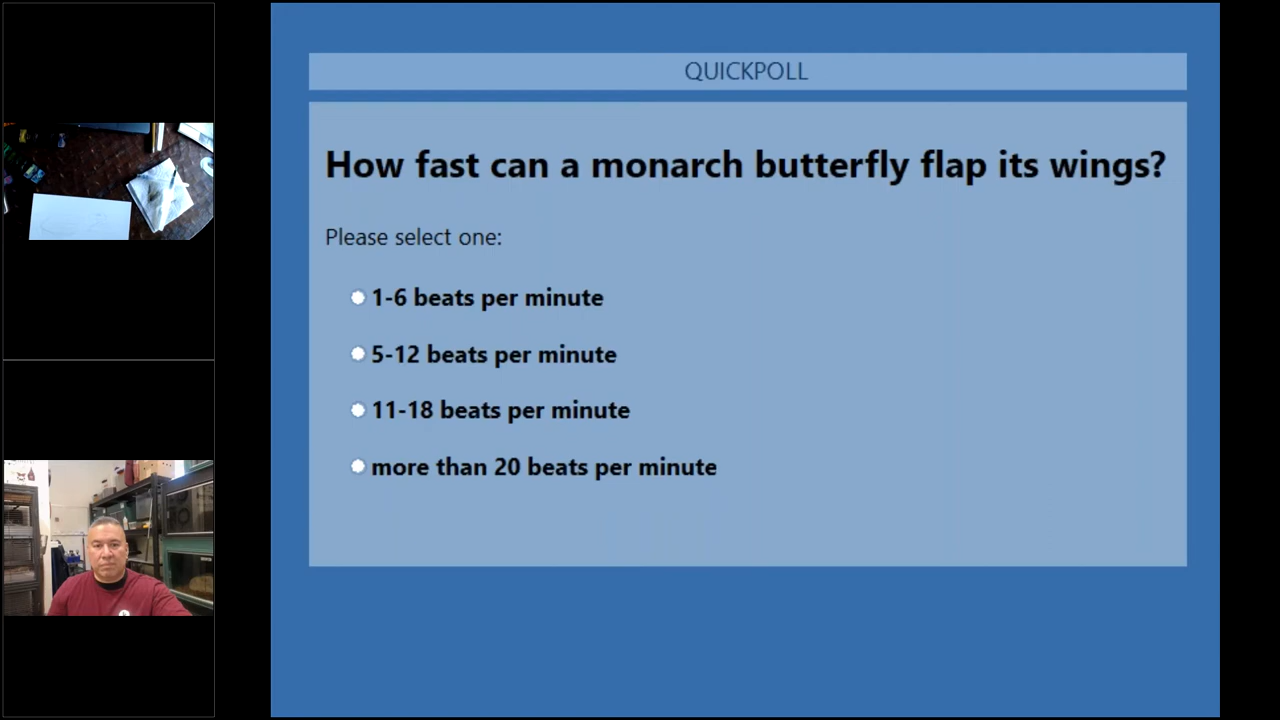 QUICKPOLL
How fast can a monarch butterfly flap its wings?
Please select one:
1-6 beats per minute
5-12 beats per minute
11-18 beats per minute
more than 20 beats per minute